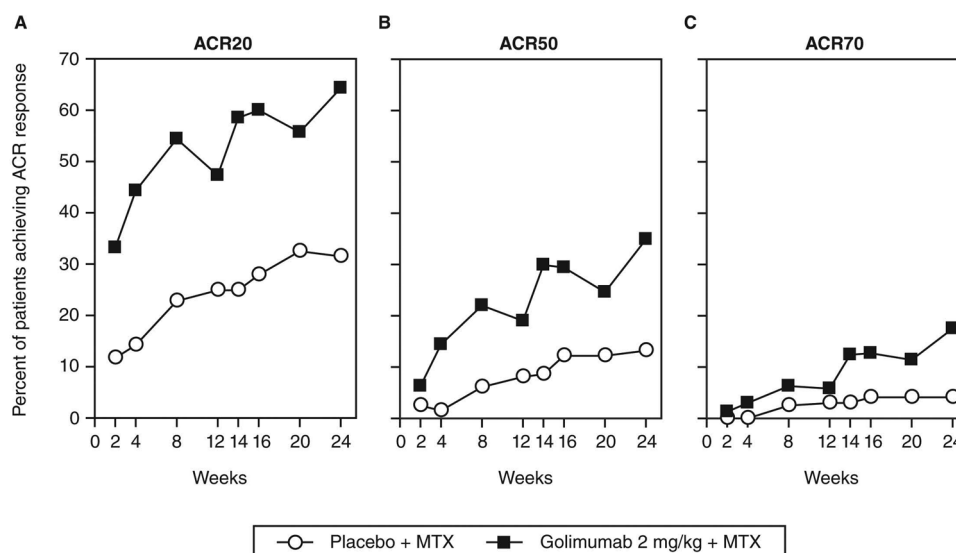 A
ACR20
B
ACR50
C
ACR70
Percent of patients achieving ACR response
70
60
50
40
30
20
10
0
0 2 4 8 12 14 16 20 24
0 2 4 8 12 14 16 20 24
0 2 4 8 12 14 16 20 24
Weeks
Weeks
Weeks
Placebo + MTX
Golimumab 2 mg/kg + MTX